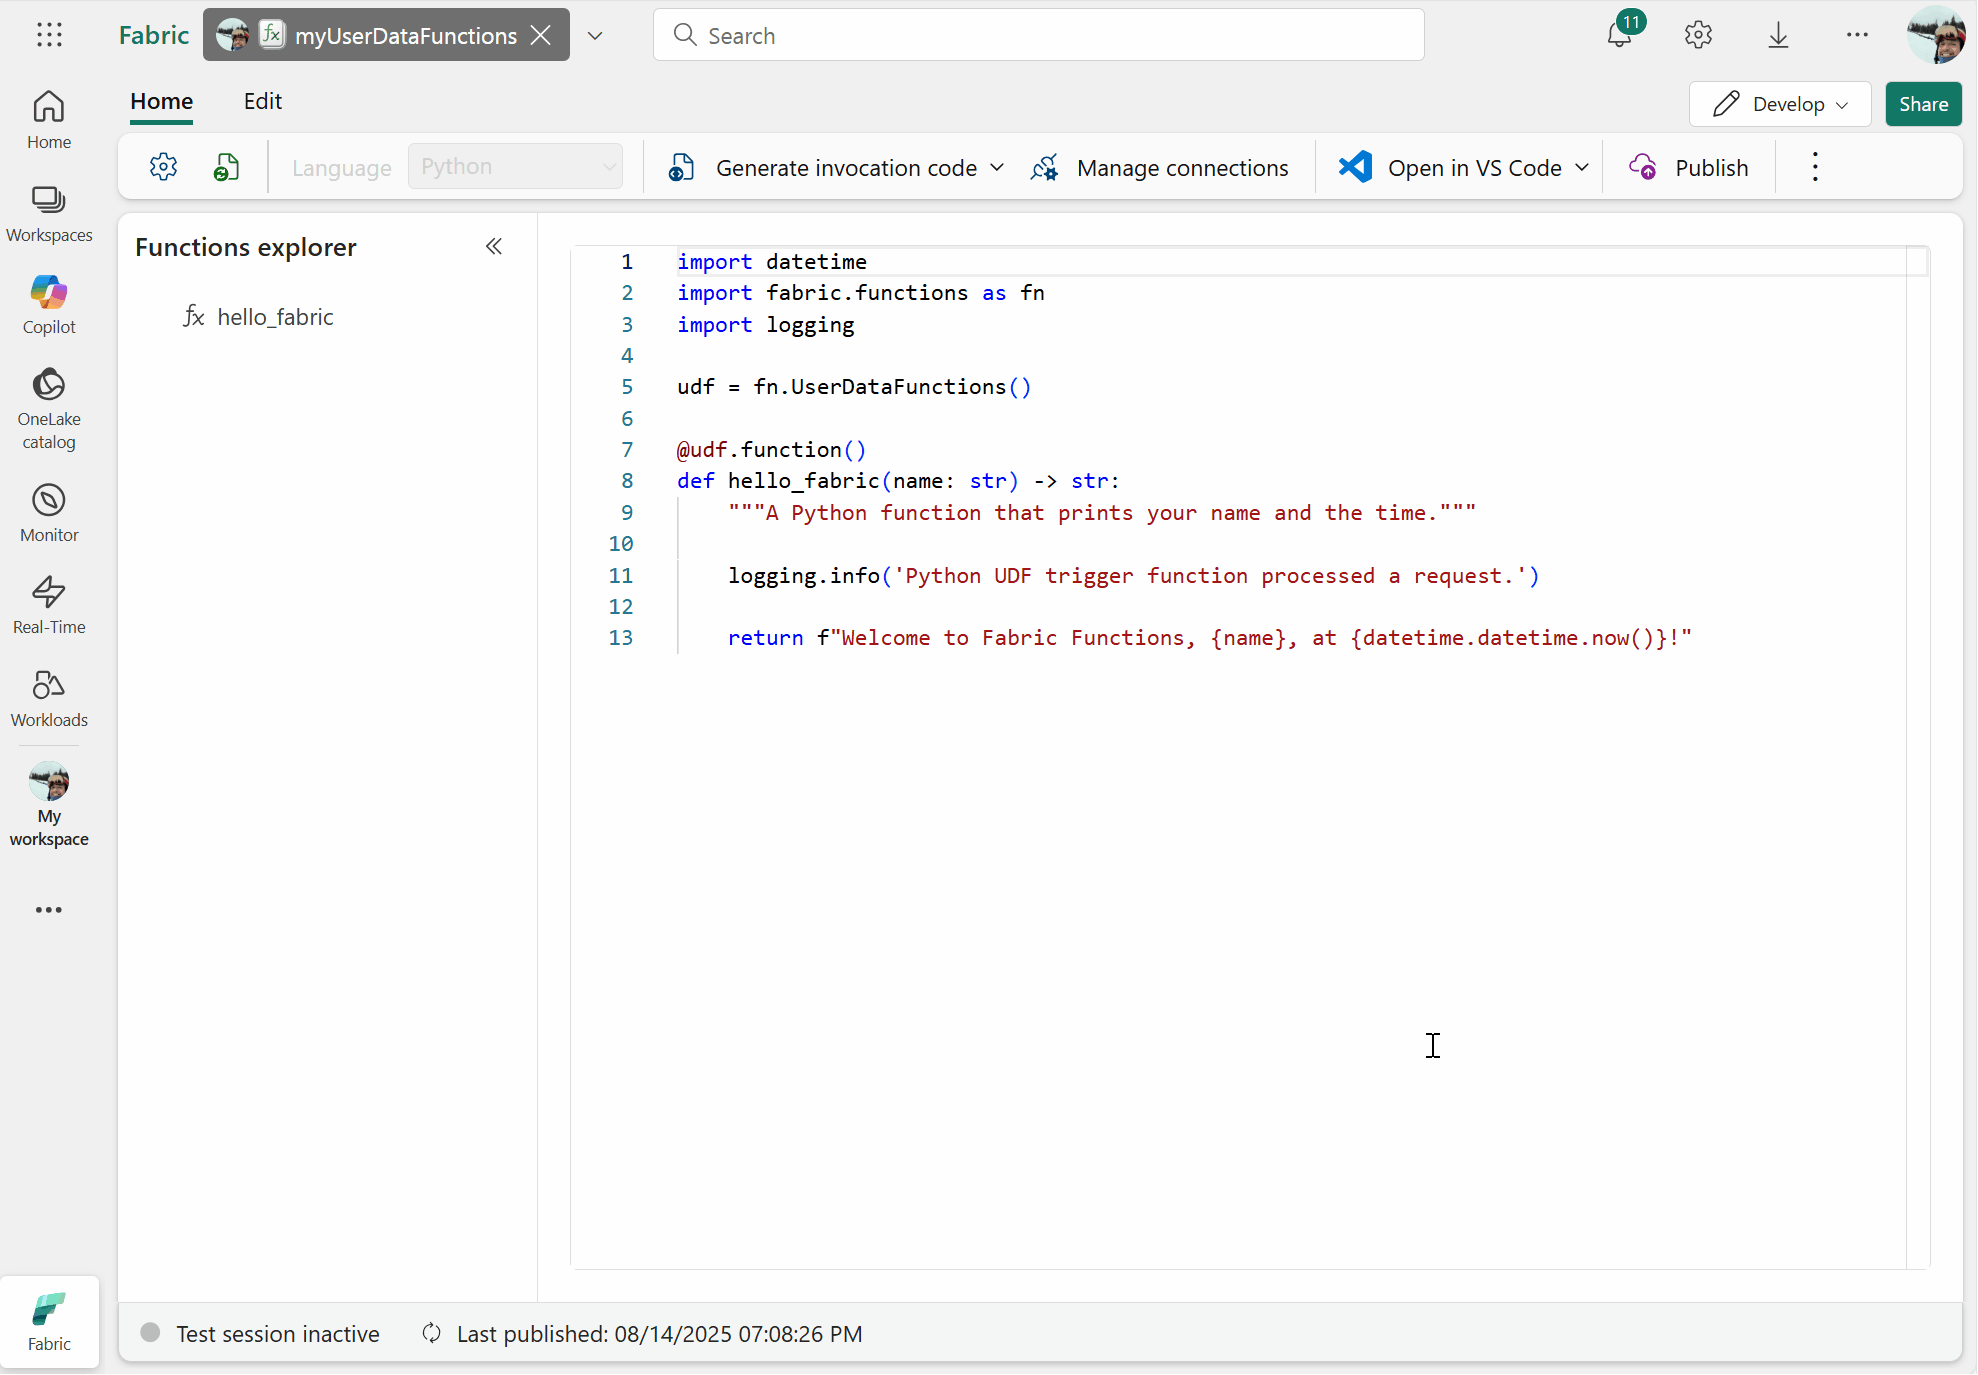 Fabric
myUserDataFunctions
Search
11
Home
Edit
Develop
Share
Language
Python
Generate invocation code
Manage connections
Open in VS Code
Publish
Home
Workspaces
Copilot
OneLake
catalog
Monitor
Real-Time
Workloads
My
workspace
Fabric
Functions explorer
fx hello_fabric
1 import datetime
2 import fabric.functions as fn
3 import logging
4
5 udf = fn.UserDataFunctions()
6
7 @udf.function()
8 def hello_fabric(name: str) -> str:
9     """A Python function that prints your name and the time."""
10
11     logging.info('Python UDF trigger function processed a request.')
12
13     return f"Welcome to Fabric Functions, {name}, at {datetime.datetime.now()}!"
Test session inactive
Last published: 08/14/2025 07:08:26 PM